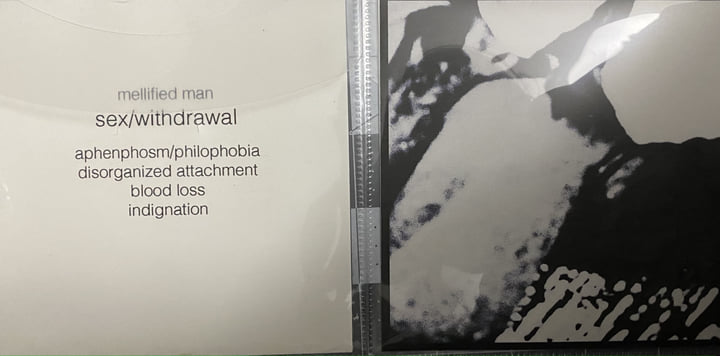 mellified man
sex/withdrawal
aphenphosm/philophobia
disorganized attachment
blood loss
indignation